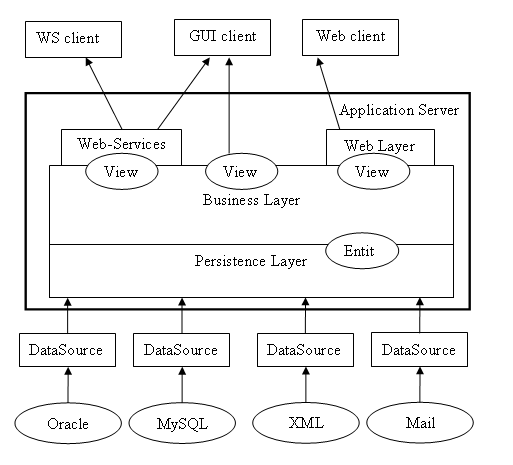 WS client
GUI client
Web client
Application Server
Web-Services
Web Layer
View
View
View
Business Layer
Entit
Persistence Layer
DataSource
DataSource
DataSource
DataSource
Oracle
MySQL
XML
Mail